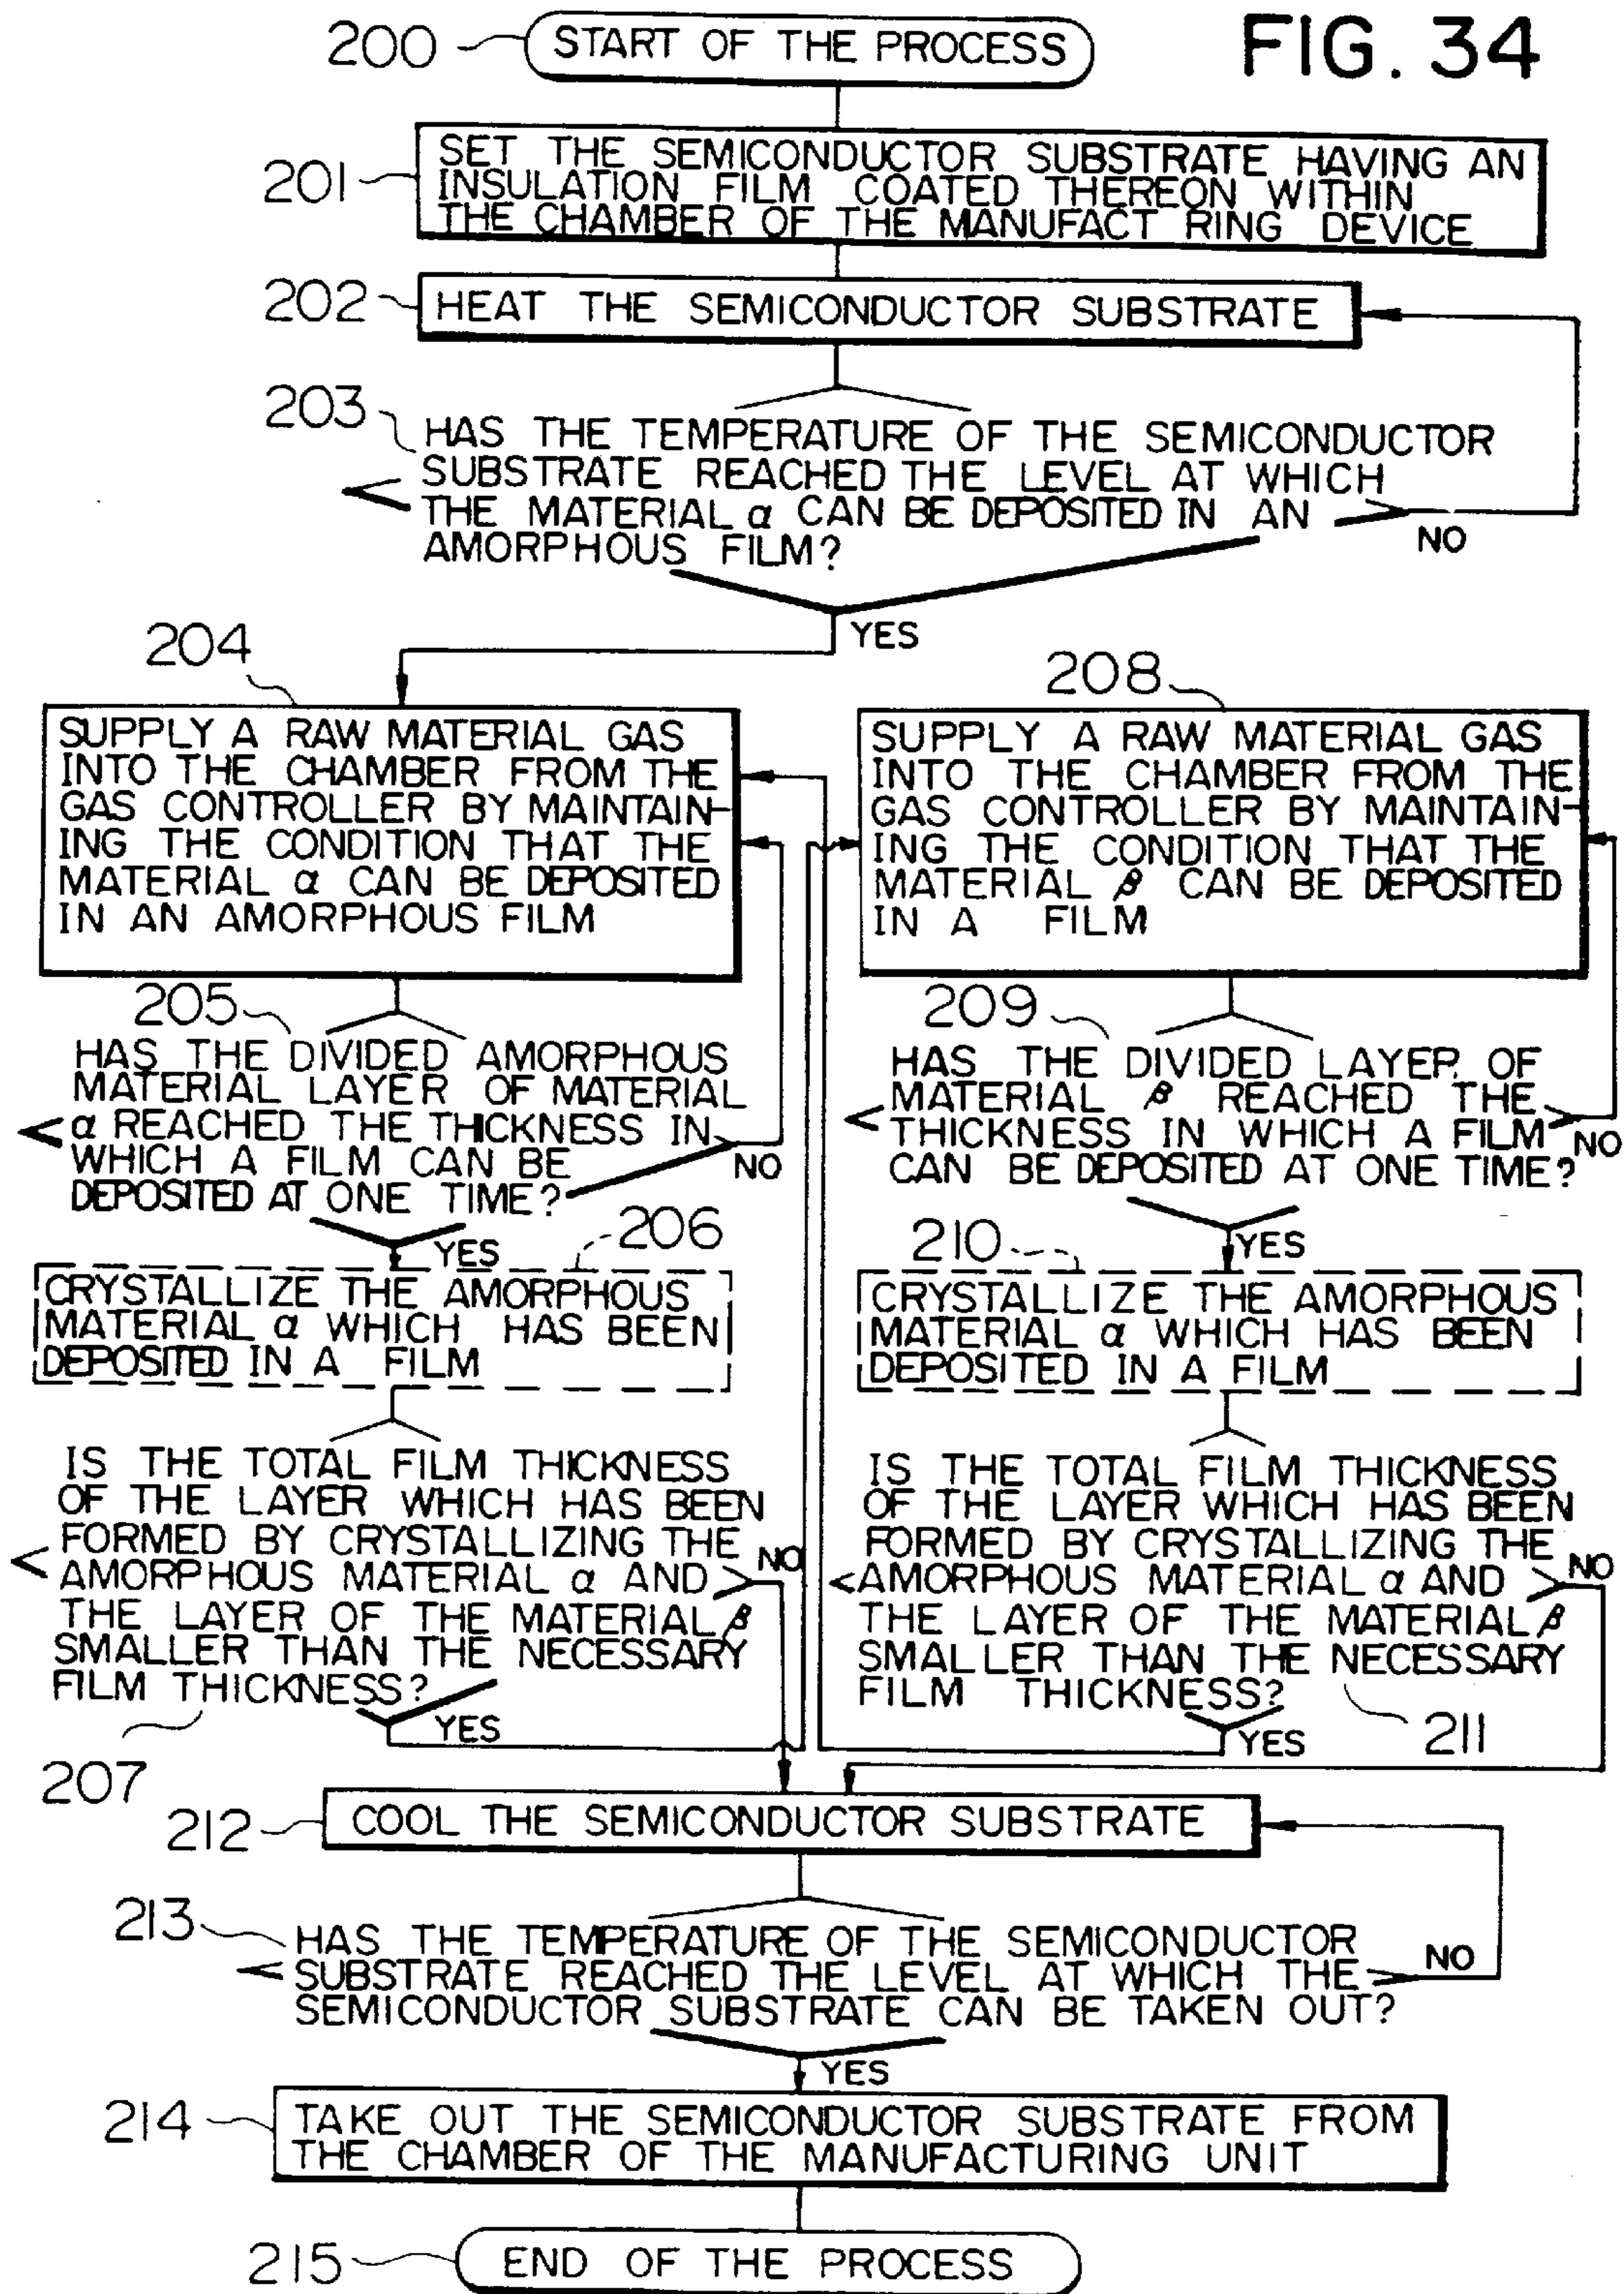 FIG. 34
200
START OF THE PROCESS
201
SET THE SEMICONDUCTOR SUBSTRATE HAVING AN
INSULATION FILM COATED THEREON WITHIN
THE CHAMBER OF THE MANUFACT RING DEVICE
202
HEAT THE SEMICONDUCTOR SUBSTRATE
203
HAS THE TEMPERATURE OF THE SEMICONDUCTOR
SUBSTRATE REACHED THE LEVEL AT WHICH
THE MATERIAL α CAN BE DEPOSITED IN AN
AMORPHOUS FILM?
NO
YES
204
SUPPLY A RAW MATERIAL GAS
INTO THE CHAMBER FROM THE
GAS CONTROLLER BY MAINTAIN-
ING THE CONDITION THAT THE
MATERIAL α CAN BE DEPOSITED
IN AN AMORPHOUS FILM
205
HAS THE DIVIDED AMORPHOUS
MATERIAL LAYER OF MATERIAL
α REACHED THE THICKNESS IN
WHICH A FILM CAN BE
DEPOSITED AT ONE TIME?
NO
YES
206
CRYSTALLIZE THE AMORPHOUS
MATERIAL α WHICH HAS BEEN
DEPOSITED IN A FILM
IS THE TOTAL FILM THICKNESS
OF THE LAYER WHICH HAS BEEN
FORMED BY CRYSTALLIZING THE
AMORPHOUS MATERIAL α AND
THE LAYER OF THE MATERIAL β
SMALLER THAN THE NECESSARY
FILM THICKNESS?
NO
YES
207
208
SUPPLY A RAW MATERIAL GAS
INTO THE CHAMBER FROM THE
GAS CONTROLLER BY MAINTAIN-
ING THE CONDITION THAT THE
MATERIAL β CAN BE DEPOSITED
IN A FILM
209
HAS THE DIVIDED LAYER OF
MATERIAL β REACHED THE
THICKNESS IN WHICH A FILM
CAN BE DEPOSITED AT ONE TIME?
NO
YES
210
CRYSTALLIZE THE AMORPHOUS
MATERIAL α WHICH HAS BEEN
DEPOSITED IN A FILM
IS THE TOTAL FILM THICKNESS
OF THE LAYER WHICH HAS BEEN
FORMED BY CRYSTALLIZING THE
AMORPHOUS MATERIAL α AND
THE LAYER OF THE MATERIAL β
SMALLER THAN THE NECESSARY
FILM THICKNESS?
NO
YES
211
212
COOL THE SEMICONDUCTOR SUBSTRATE
213
HAS THE TEMPERATURE OF THE SEMICONDUCTOR
SUBSTRATE REACHED THE LEVEL AT WHICH THE
SEMICONDUCTOR SUBSTRATE CAN BE TAKEN OUT?
NO
YES
214
TAKE OUT THE SEMICONDUCTOR SUBSTRATE FROM
THE CHAMBER OF THE MANUFACTURING UNIT
215
END OF THE PROCESS